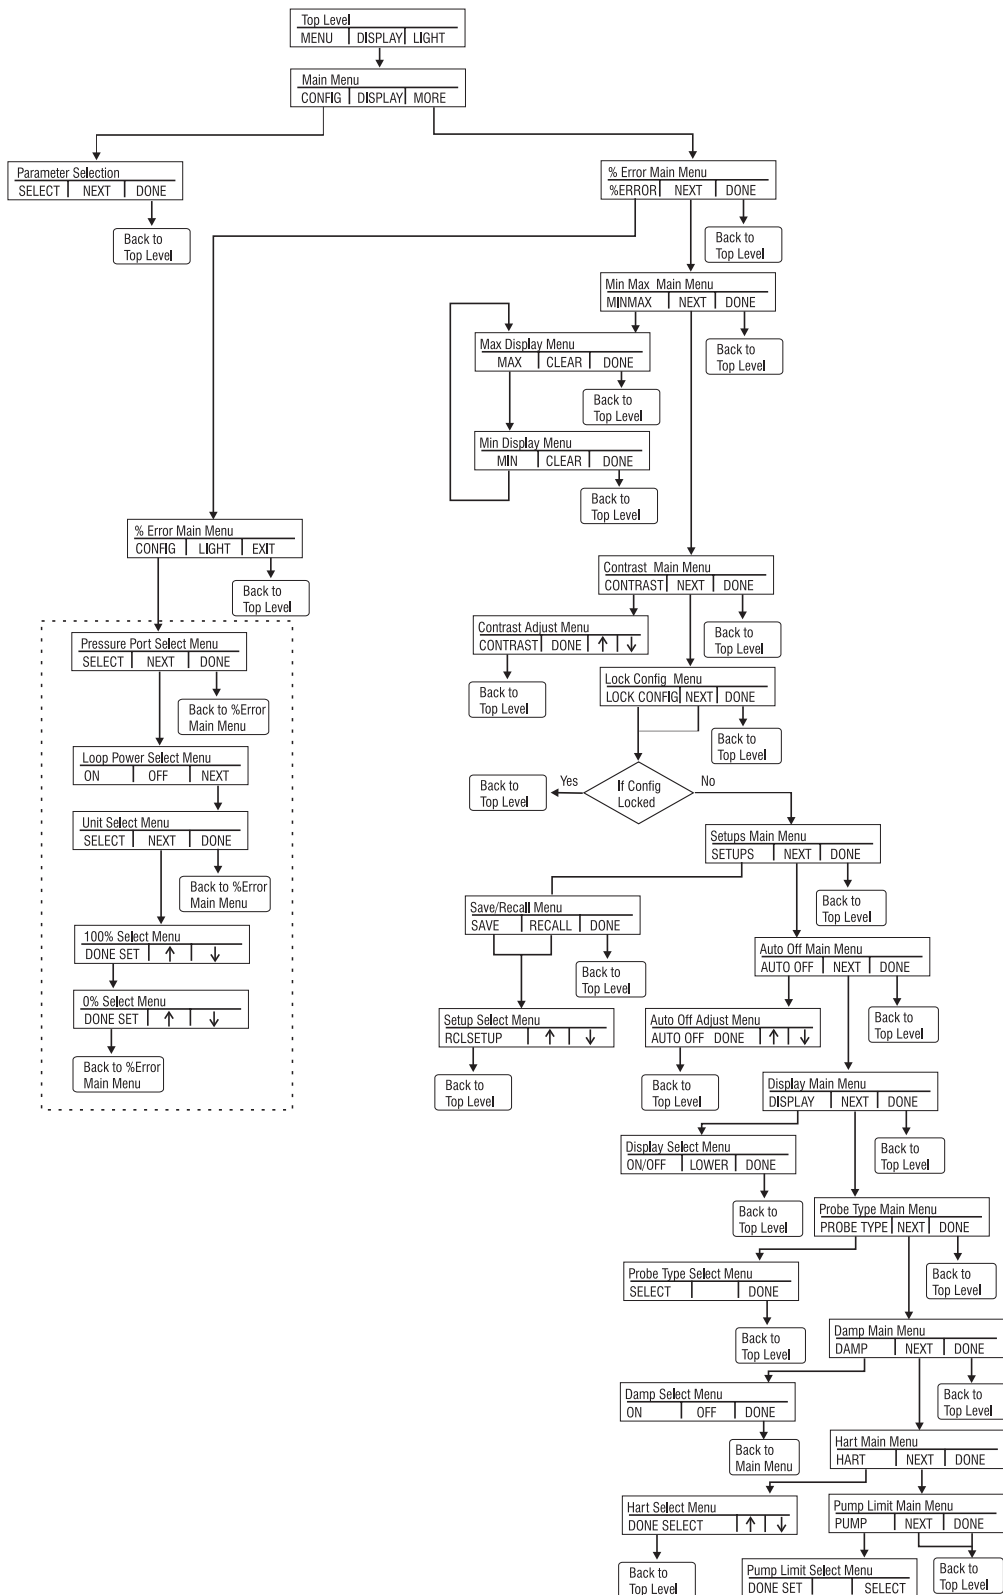 Top Level
MENU DISPLAY LIGHT
Main Menu
CONFIG DISPLAY MORE
Parameter Selection
SELECT NEXT DONE
Back to
Top Level
% Error Main Menu
%ERROR NEXT DONE
Back to
Top Level
Min Max Main Menu
MINMAX NEXT DONE
Back to
Top Level
Max Display Menu
MAX CLEAR DONE
Back to
Top Level
Min Display Menu
MIN CLEAR DONE
Back to
Top Level
% Error Main Menu
CONFIG LIGHT EXIT
Back to
Top Level
Pressure Port Select Menu
SELECT NEXT DONE
Back to %Error
Main Menu
Loop Power Select Menu
ON OFF NEXT
Unit Select Menu
SELECT NEXT DONE
Back to %Error
Main Menu
100% Select Menu
DONE SET ↑ ↓
0% Select Menu
DONE SET ↑ ↓
Back to %Error
Main Menu
Contrast Main Menu
CONTRAST NEXT DONE
Back to
Top Level
Contrast Adjust Menu
CONTRAST DONE ↑ ↓
Back to
Top Level
Lock Config Menu
LOCK CONFIG NEXT DONE
Back to
Top Level
If Config
Locked
Yes
No
Back to
Top Level
Setups Main Menu
SETUPS NEXT DONE
Back to
Top Level
Save/Recall Menu
SAVE RECALL DONE
Back to
Top Level
Setup Select Menu
RCLSETUP ↑ ↓
Back to
Top Level
Auto Off Main Menu
AUTO OFF NEXT DONE
Back to
Top Level
Auto Off Adjust Menu
AUTO OFF DONE ↑ ↓
Back to
Top Level
Display Main Menu
DISPLAY NEXT DONE
Back to
Top Level
Display Select Menu
ON/OFF LOWER DONE
Back to
Top Level
Probe Type Main Menu
PROBE TYPE NEXT DONE
Back to
Top Level
Probe Type Select Menu
SELECT DONE
Back to
Top Level
Damp Main Menu
DAMP NEXT DONE
Back to
Top Level
Damp Select Menu
ON OFF DONE
Back to
Main Menu
Hart Main Menu
HART NEXT DONE
Hart Select Menu
DONE SELECT ↑ ↓
Back to
Top Level
Pump Limit Main Menu
PUMP NEXT DONE
Back to
Top Level
Pump Limit Select Menu
DONE SET SELECT